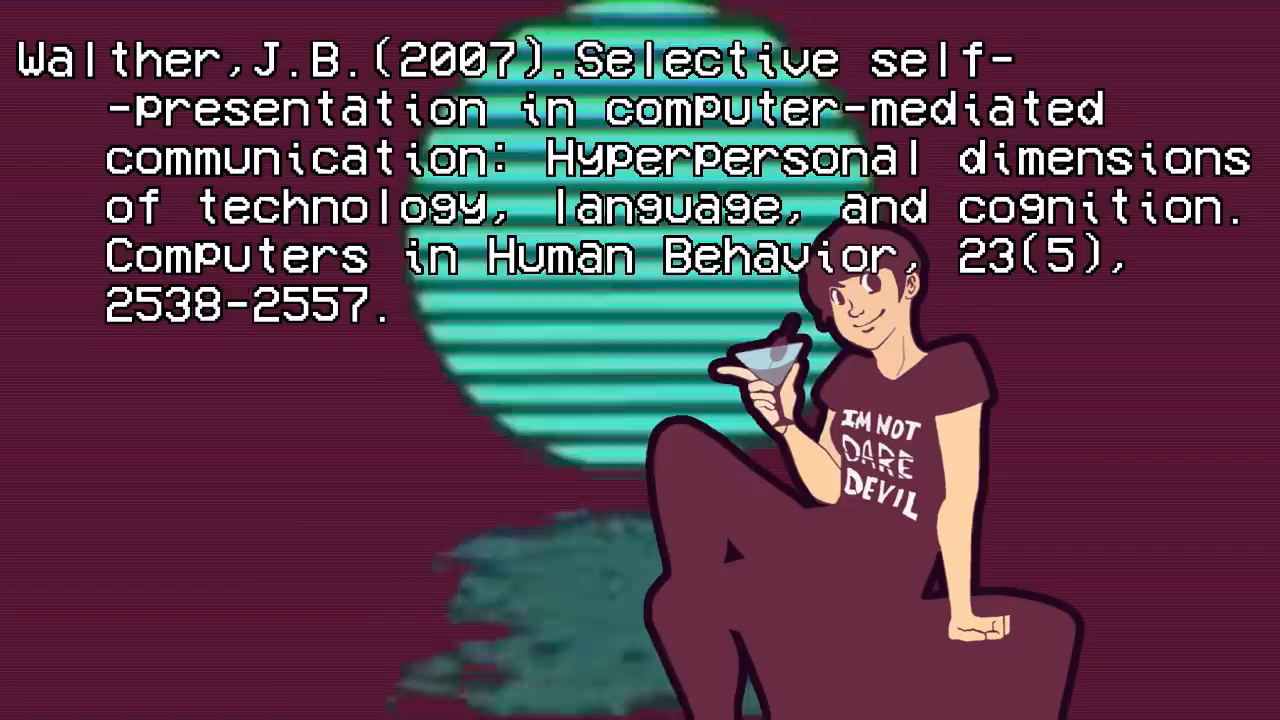 Walther,J.B.(2007).Selective self-
-presentation in computer-mediated
communication: Hyperpersonal dimensions
of technology, language, and cognition.
Computers in Human Behavior, 23(5),
2538-2557.
IM NOT
DARE
DEVIL